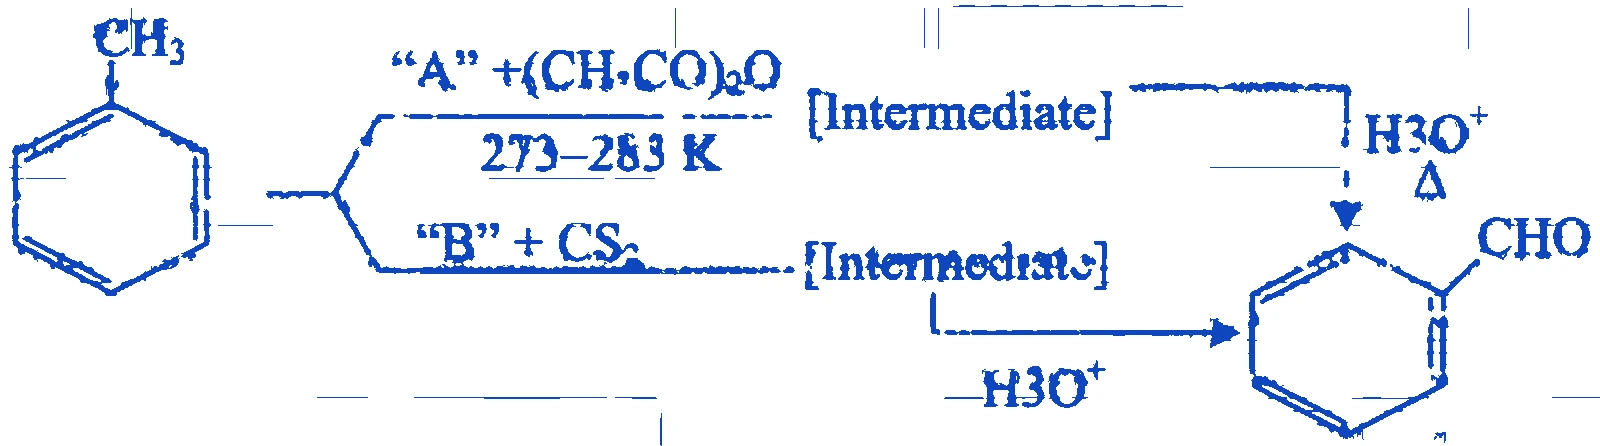 CH₃
“A” +(CH₃CO)₂O
273–283 K
[Intermediate]
H3O⁺
Δ
“B” + CS₂
[Intermediate]
CHO
H3O⁺